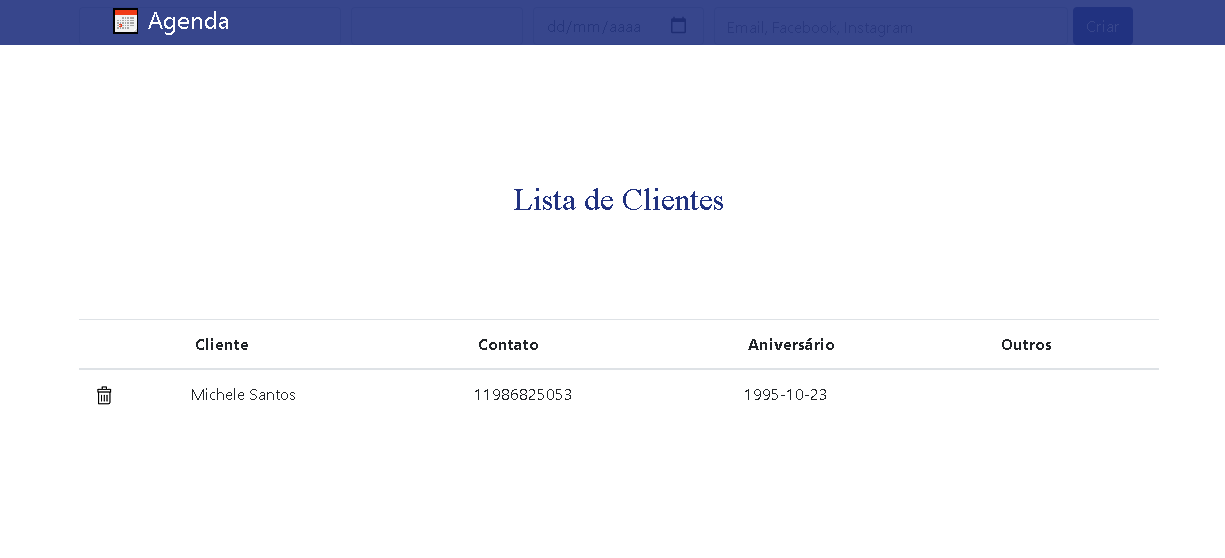 Agenda
dd/mm/aaaa Email, Facebook, Instagram Criar
Lista de Clientes
Cliente Contato Aniversário Outros
Michele Santos 11986825053 1995-10-23